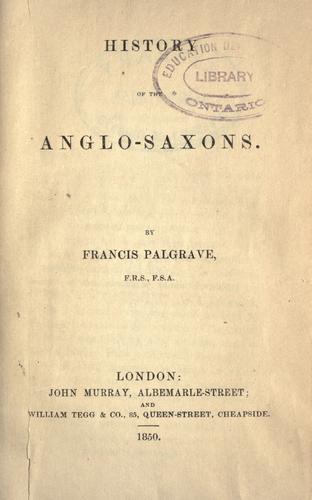 HISTORY
OF THE
ANGLO-SAXONS.
EDUCATION
LIBRARY
ONTARIO
BY
FRANCIS PALGRAVE,
F.R.S., F.S.A.
LONDON:
JOHN MURRAY, ALBEMARLE-STREET;
AND
WILLIAM TEGG & CO., 85, QUEEN-STREET, CHEAPSIDE.
1850.